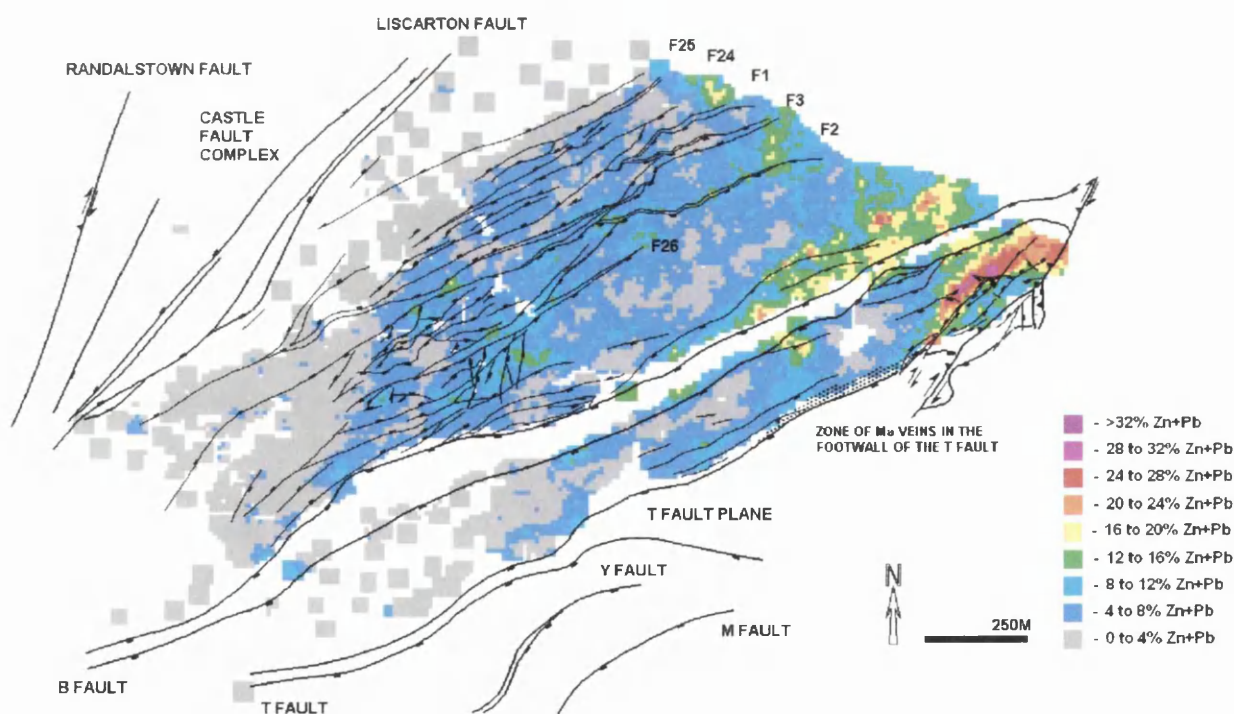 LISCARTON FAULT
RANDALSTOWN FAULT
CASTLE
FAULT
COMPLEX
F25
F24
F1
F3
F2
F26
ZONE OF Ma VEINS IN THE
FOOTWALL OF THE T FAULT
T FAULT PLANE
Y FAULT
M FAULT
B FAULT
T FAULT
N
250M
- >32% Zn+Pb
- 28 to 32% Zn+Pb
- 24 to 28% Zn+Pb
- 20 to 24% Zn+Pb
- 16 to 20% Zn+Pb
- 12 to 16% Zn+Pb
- 8 to 12% Zn+Pb
- 4 to 8% Zn+Pb
- 0 to 4% Zn+Pb